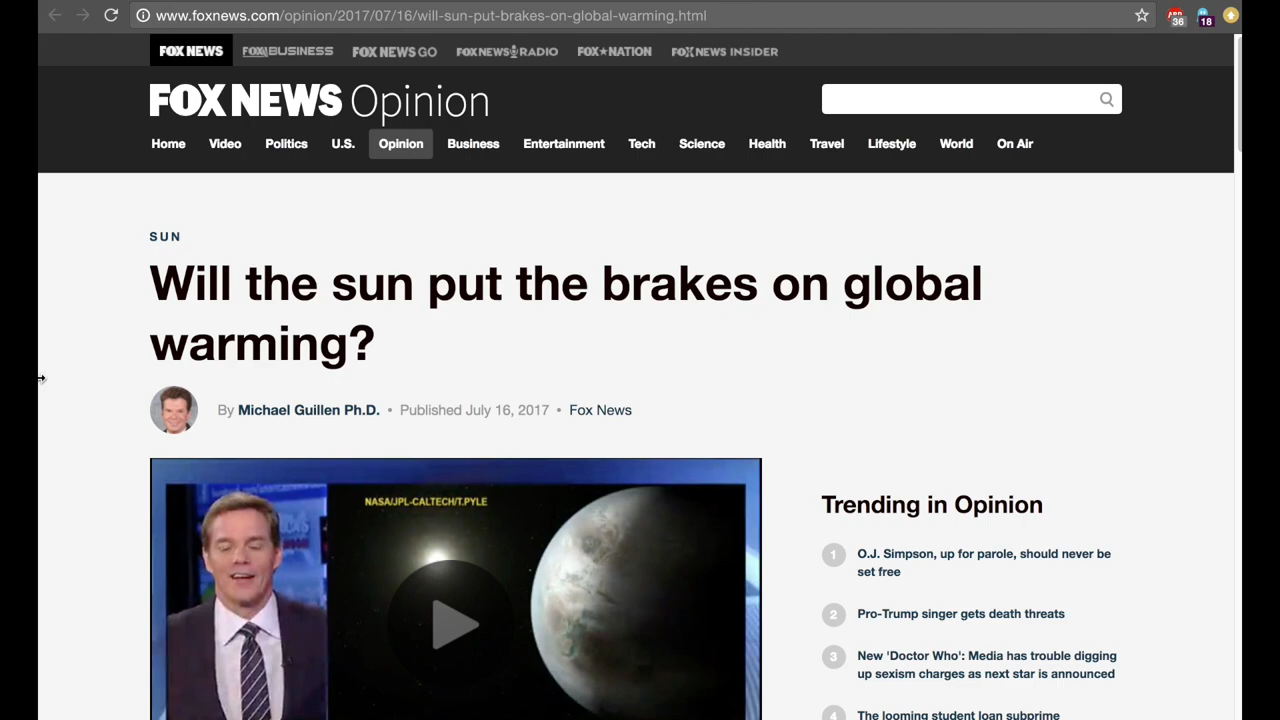 www.foxnews.com/opinion/2017/07/16/will-sun-put-brakes-on-global-warming.html
36
18
FOX NEWS FOX BUSINESS FOX NEWS GO FOX NEWS RADIO FOX NATION FOX NEWS INSIDER
FOX NEWS Opinion
Home Video Politics U.S. Opinion Business Entertainment Tech Science Health Travel Lifestyle World On Air
SUN
Will the sun put the brakes on global
warming?
By Michael Guillen Ph.D. • Published July 16, 2017 • Fox News
NASA/JPL-CALTECH/T.PYLE
Trending in Opinion
1 O.J. Simpson, up for parole, should never be
set free
2 Pro-Trump singer gets death threats
3 New 'Doctor Who': Media has trouble digging
up sexism charges as next star is announced
4 The looming student loan subprime